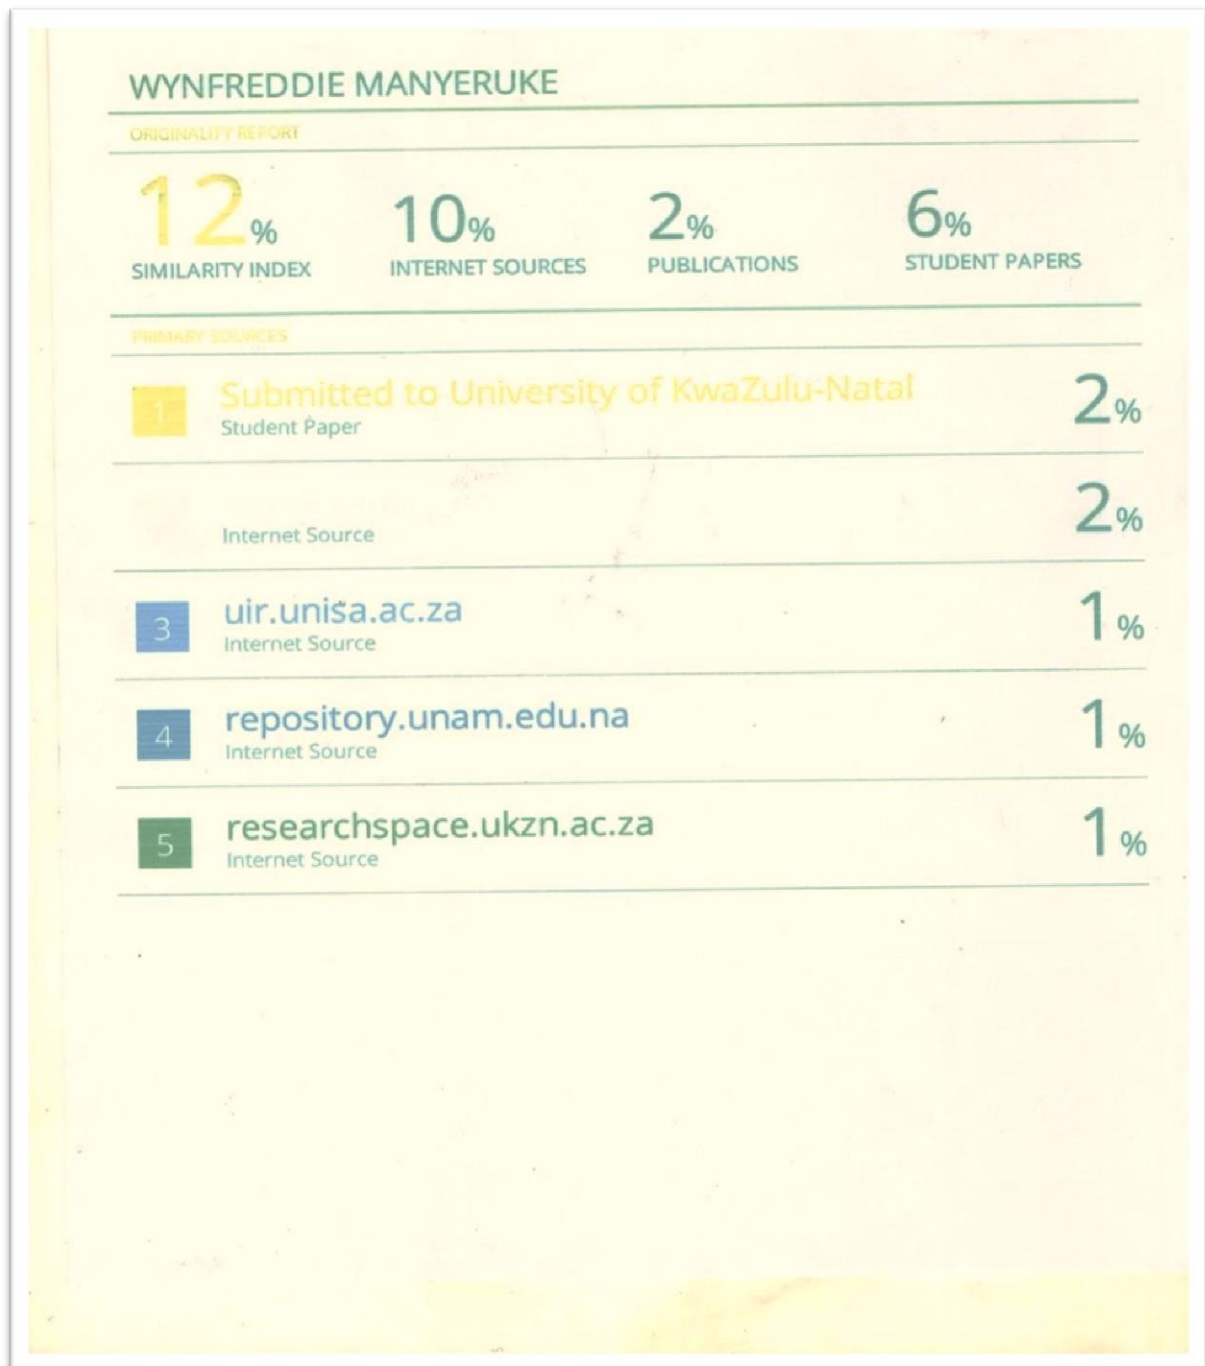 WYNFREDDIE MANYERUKE
ORIGINALITY REPORT
12% 10% 2% 6%
SIMILARITY INDEX INTERNET SOURCES PUBLICATIONS STUDENT PAPERS
PRIMARY SOURCES
1 Submitted to University of KwaZulu-Natal 2%
Student Paper
2%
Internet Source
3 uir.unisa.ac.za 1%
Internet Source
4 repository.unam.edu.na 1%
Internet Source
5 researchspace.ukzn.ac.za 1%
Internet Source